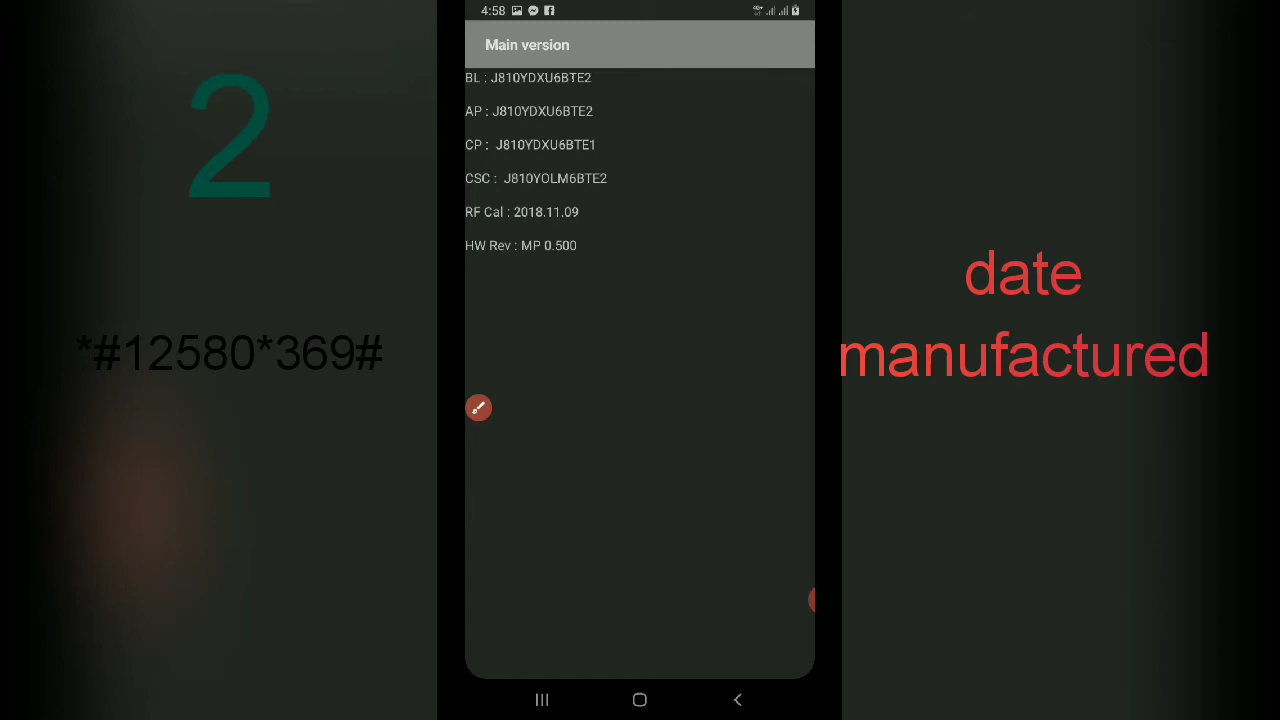 2
*#12580*369#
4:58
Main version
BL : J810YDXU6BTE2
AP : J810YDXU6BTE2
CP : J810YDXU6BTE1
CSC : J810YOLM6BTE2
RF Cal : 2018.11.09
HW Rev : MP 0.500
date
manufactured